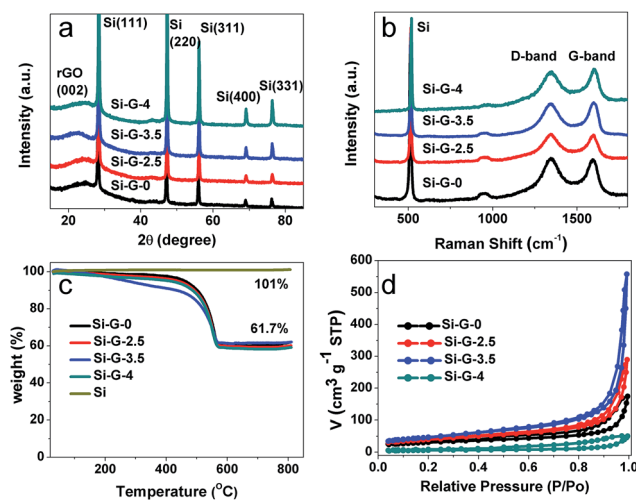 a
Si(111)
Si
(220)
Si(311)
rGO
(002)
Si(400)
Si(331)
Si-G-4
Si-G-3.5
Si-G-2.5
Si-G-0
Intensity (a.u.)
20 40 60 80
2θ (degree)
b
Si
D-band
G-band
Si-G-4
Si-G-3.5
Si-G-2.5
Si-G-0
Intensity (a.u.)
500 1000 1500
Raman Shift (cm-1)
c
101%
61.7%
Si-G-0
Si-G-2.5
Si-G-3.5
Si-G-4
Si
weight (%)
100
80
60
40
20
0
200 400 600 800
Temperature (OC)
d
Si-G-0
Si-G-2.5
Si-G-3.5
Si-G-4
V (cm3 g-1 STP)
600
500
400
300
200
100
0
0.0 0.2 0.4 0.6 0.8 1.0
Relative Pressure (P/Po)